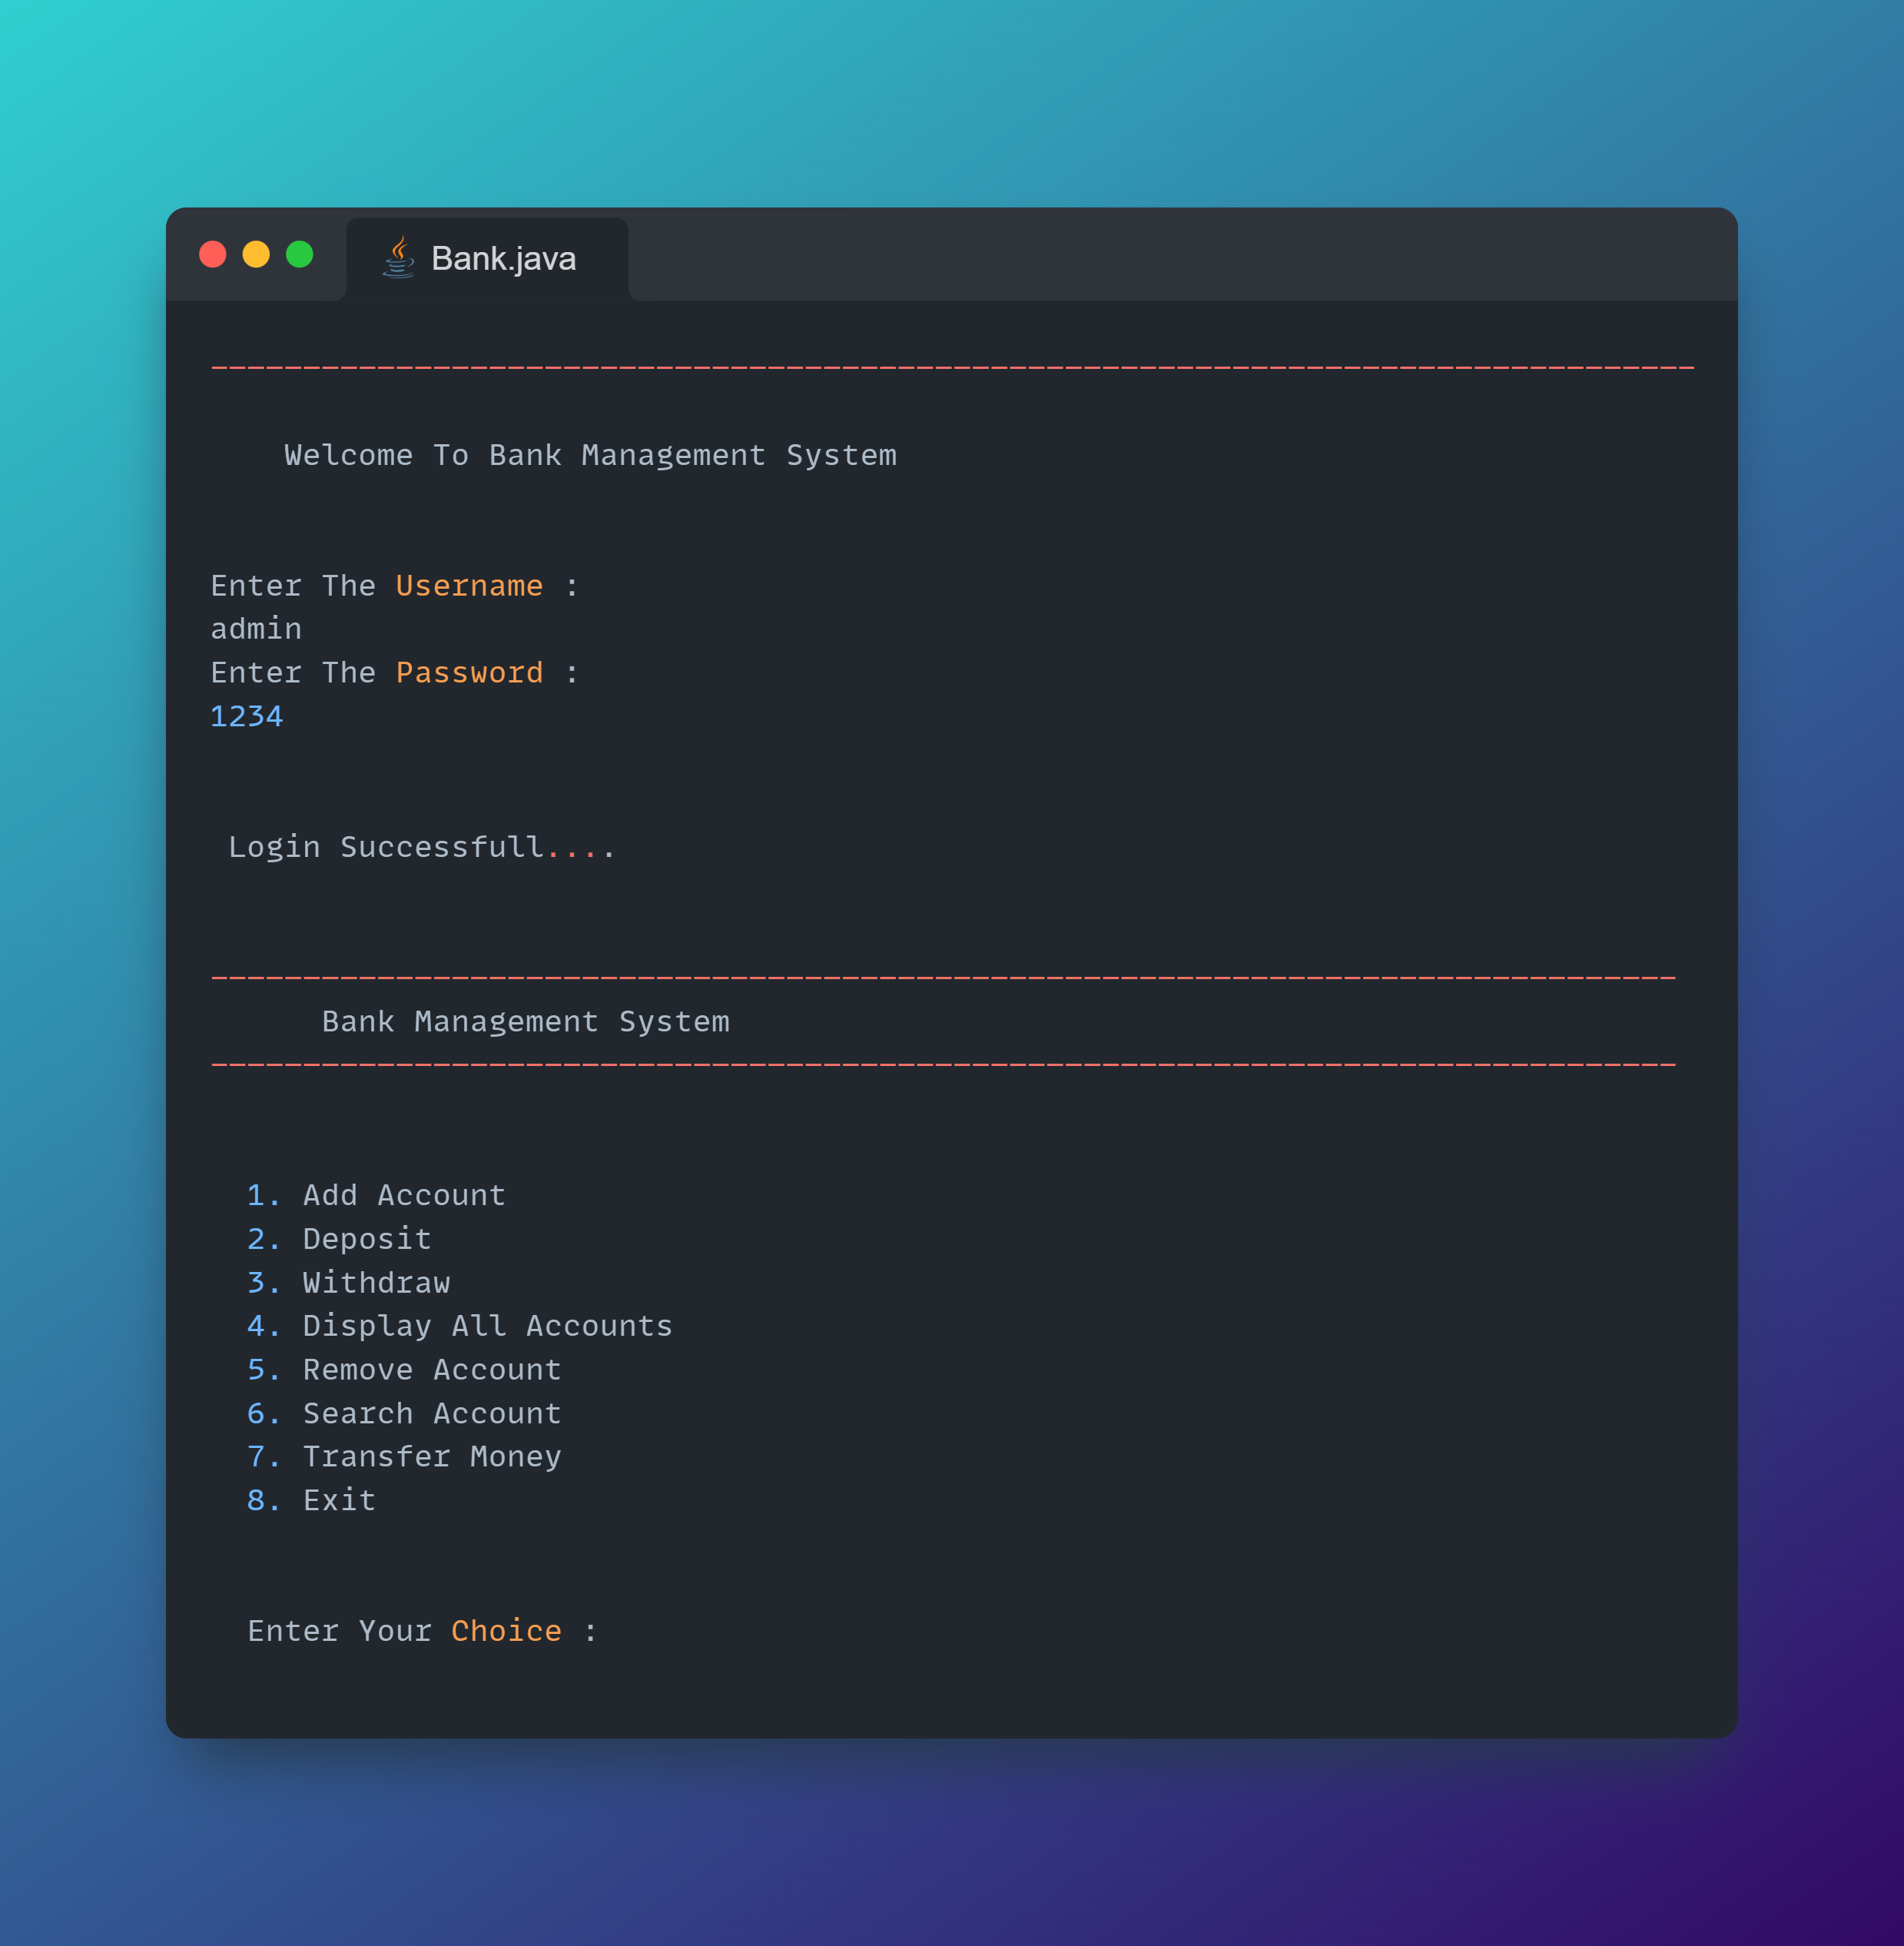 Bank.java
--------------------------------------------------------------------------------
Welcome To Bank Management System
Enter The Username :
admin
Enter The Password :
1234
Login Successfull....
-------------------------------------------------------------------------------
Bank Management System
-------------------------------------------------------------------------------
1. Add Account
2. Deposit
3. Withdraw
4. Display All Accounts
5. Remove Account
6. Search Account
7. Transfer Money
8. Exit
Enter Your Choice :